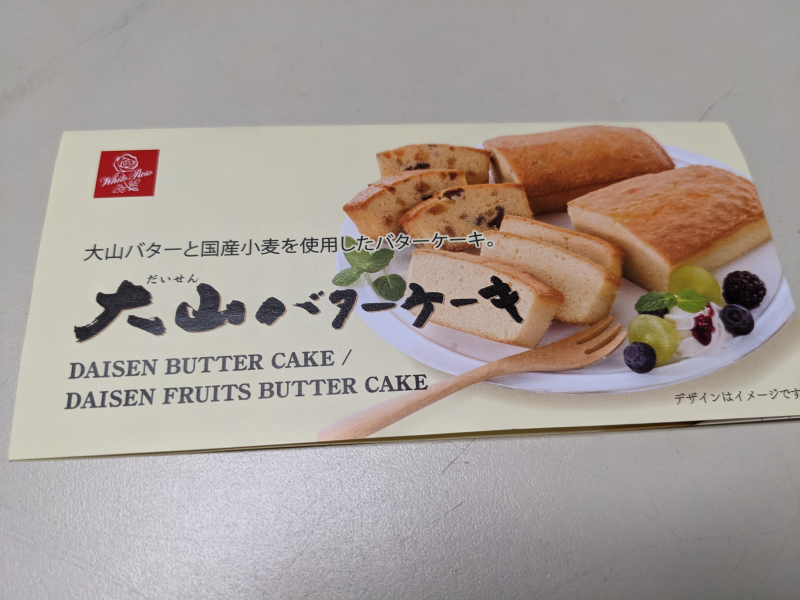 White Rose
大山バターと国産小麦を使用したバターケーキ。
だいせん
大山バターケーキ
DAISEN BUTTER CAKE /
DAISEN FRUITS BUTTER CAKE
デザインはイメージです